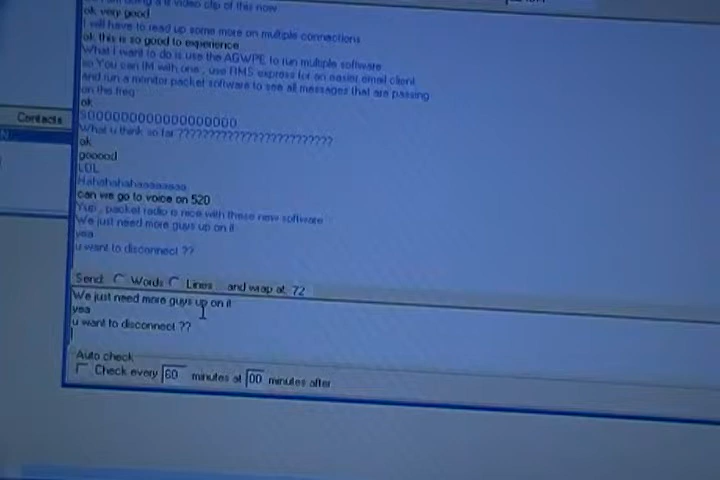 video clip of this now
ok very good
I will have to read up some more on multiple connections
ok this is so good to experience
What I want to do is use the AGWPE to run multiple software
so You can IM with one , use RMS express for an easier email client
and run a monitor packet software to see all messages that are passing
on the freq
ok
SOOOOOOOOOOOOOOOOOO
What u think so far ?????????????????????????
ok
gooood
LOL
Hahahahahaaaaaaaa
can we go to voice on 520
Yup , packet radio is nice with these new software
We just need more guys up on it
yea
u want to disconnect ??
Contacts
Send: Words Lines , and wrap at 72
We just need more guys up on it
yea
u want to disconnect ??
Auto check
Check every 60 minutes at 00 minutes after